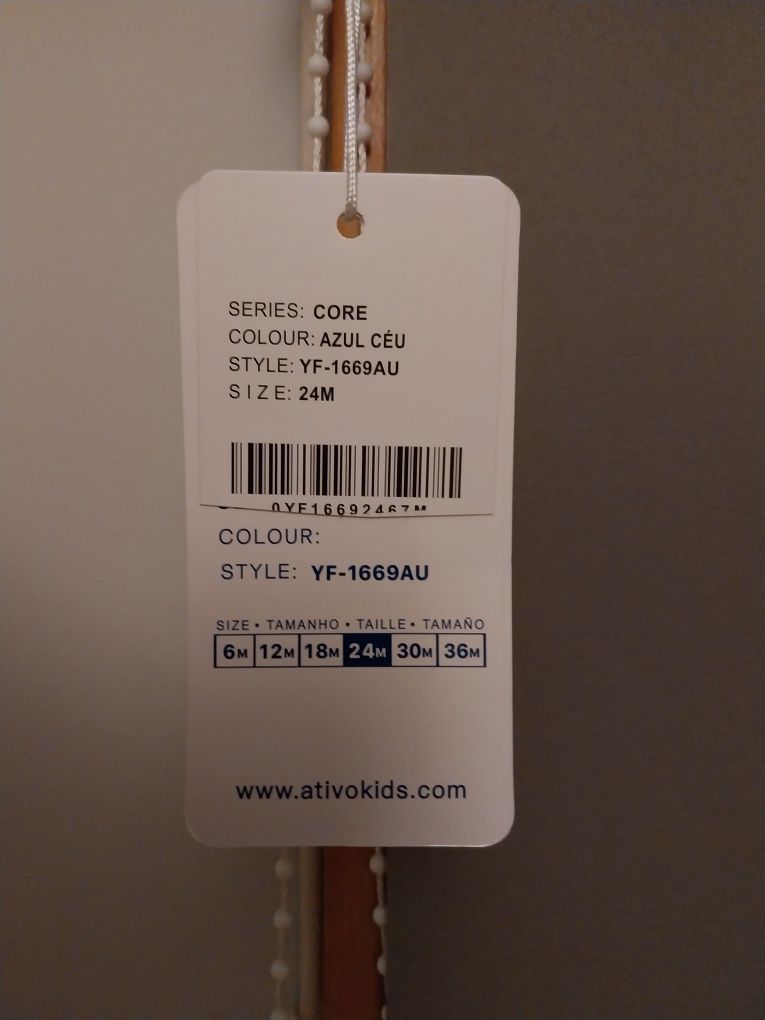 SERIES: CORE
COLOUR: AZUL CÉU
STYLE: YF-1669AU
SIZE: 24M
COLOUR:
STYLE: YF-1669AU
SIZE • TAMANHO • TAILLE • TAMAÑO
6M 12M 18M 24M 30M 36M
www.ativokids.com